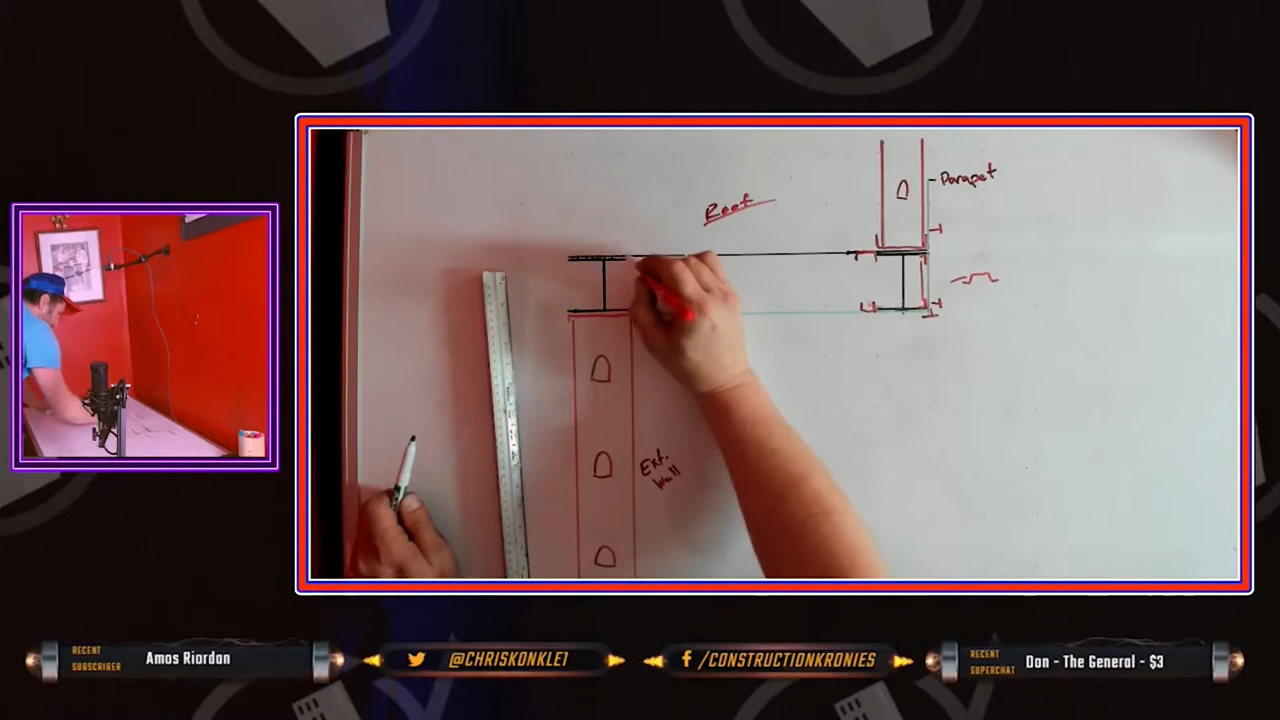 Roof
Parapet
Ext.
Wall
RECENT
SUBSCRIBER
Amos Riordan
@CHRISKONKLE1
/CONSTRUCTIONKRONIES
RECENT
SUPERCHAT
Don - The General - $3